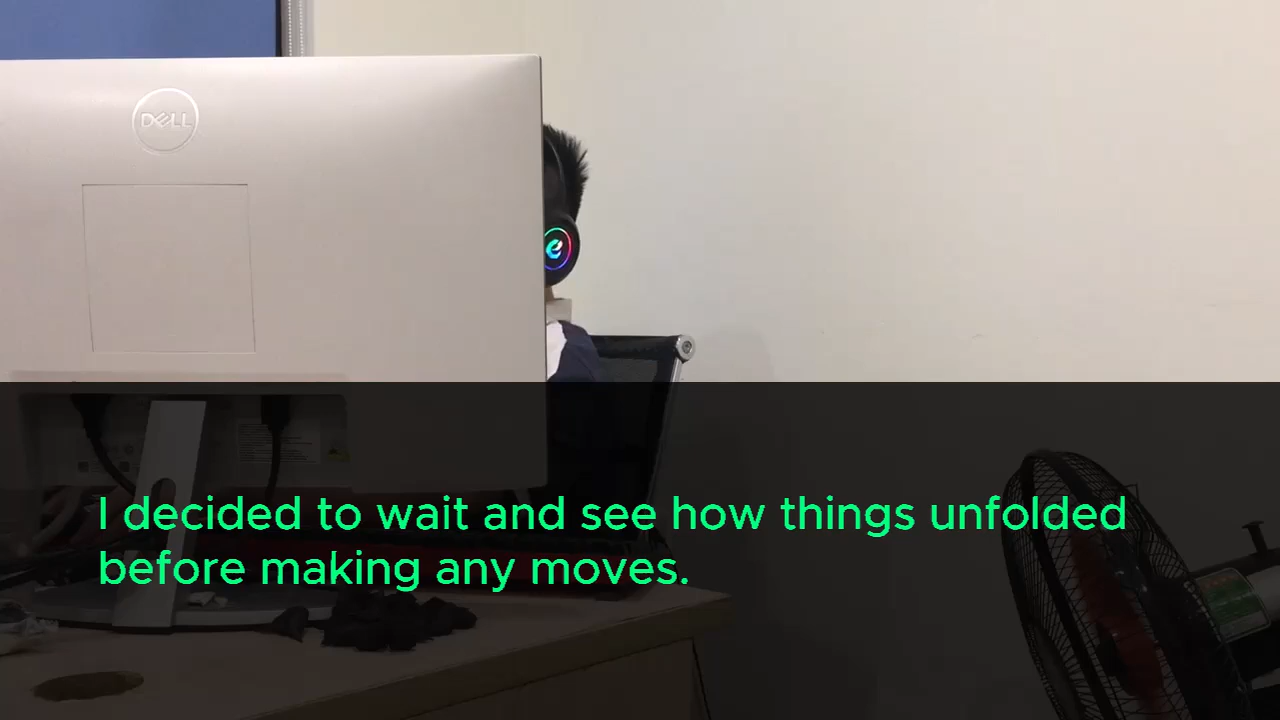 DELL
I decided to wait and see how things unfolded
before making any moves.